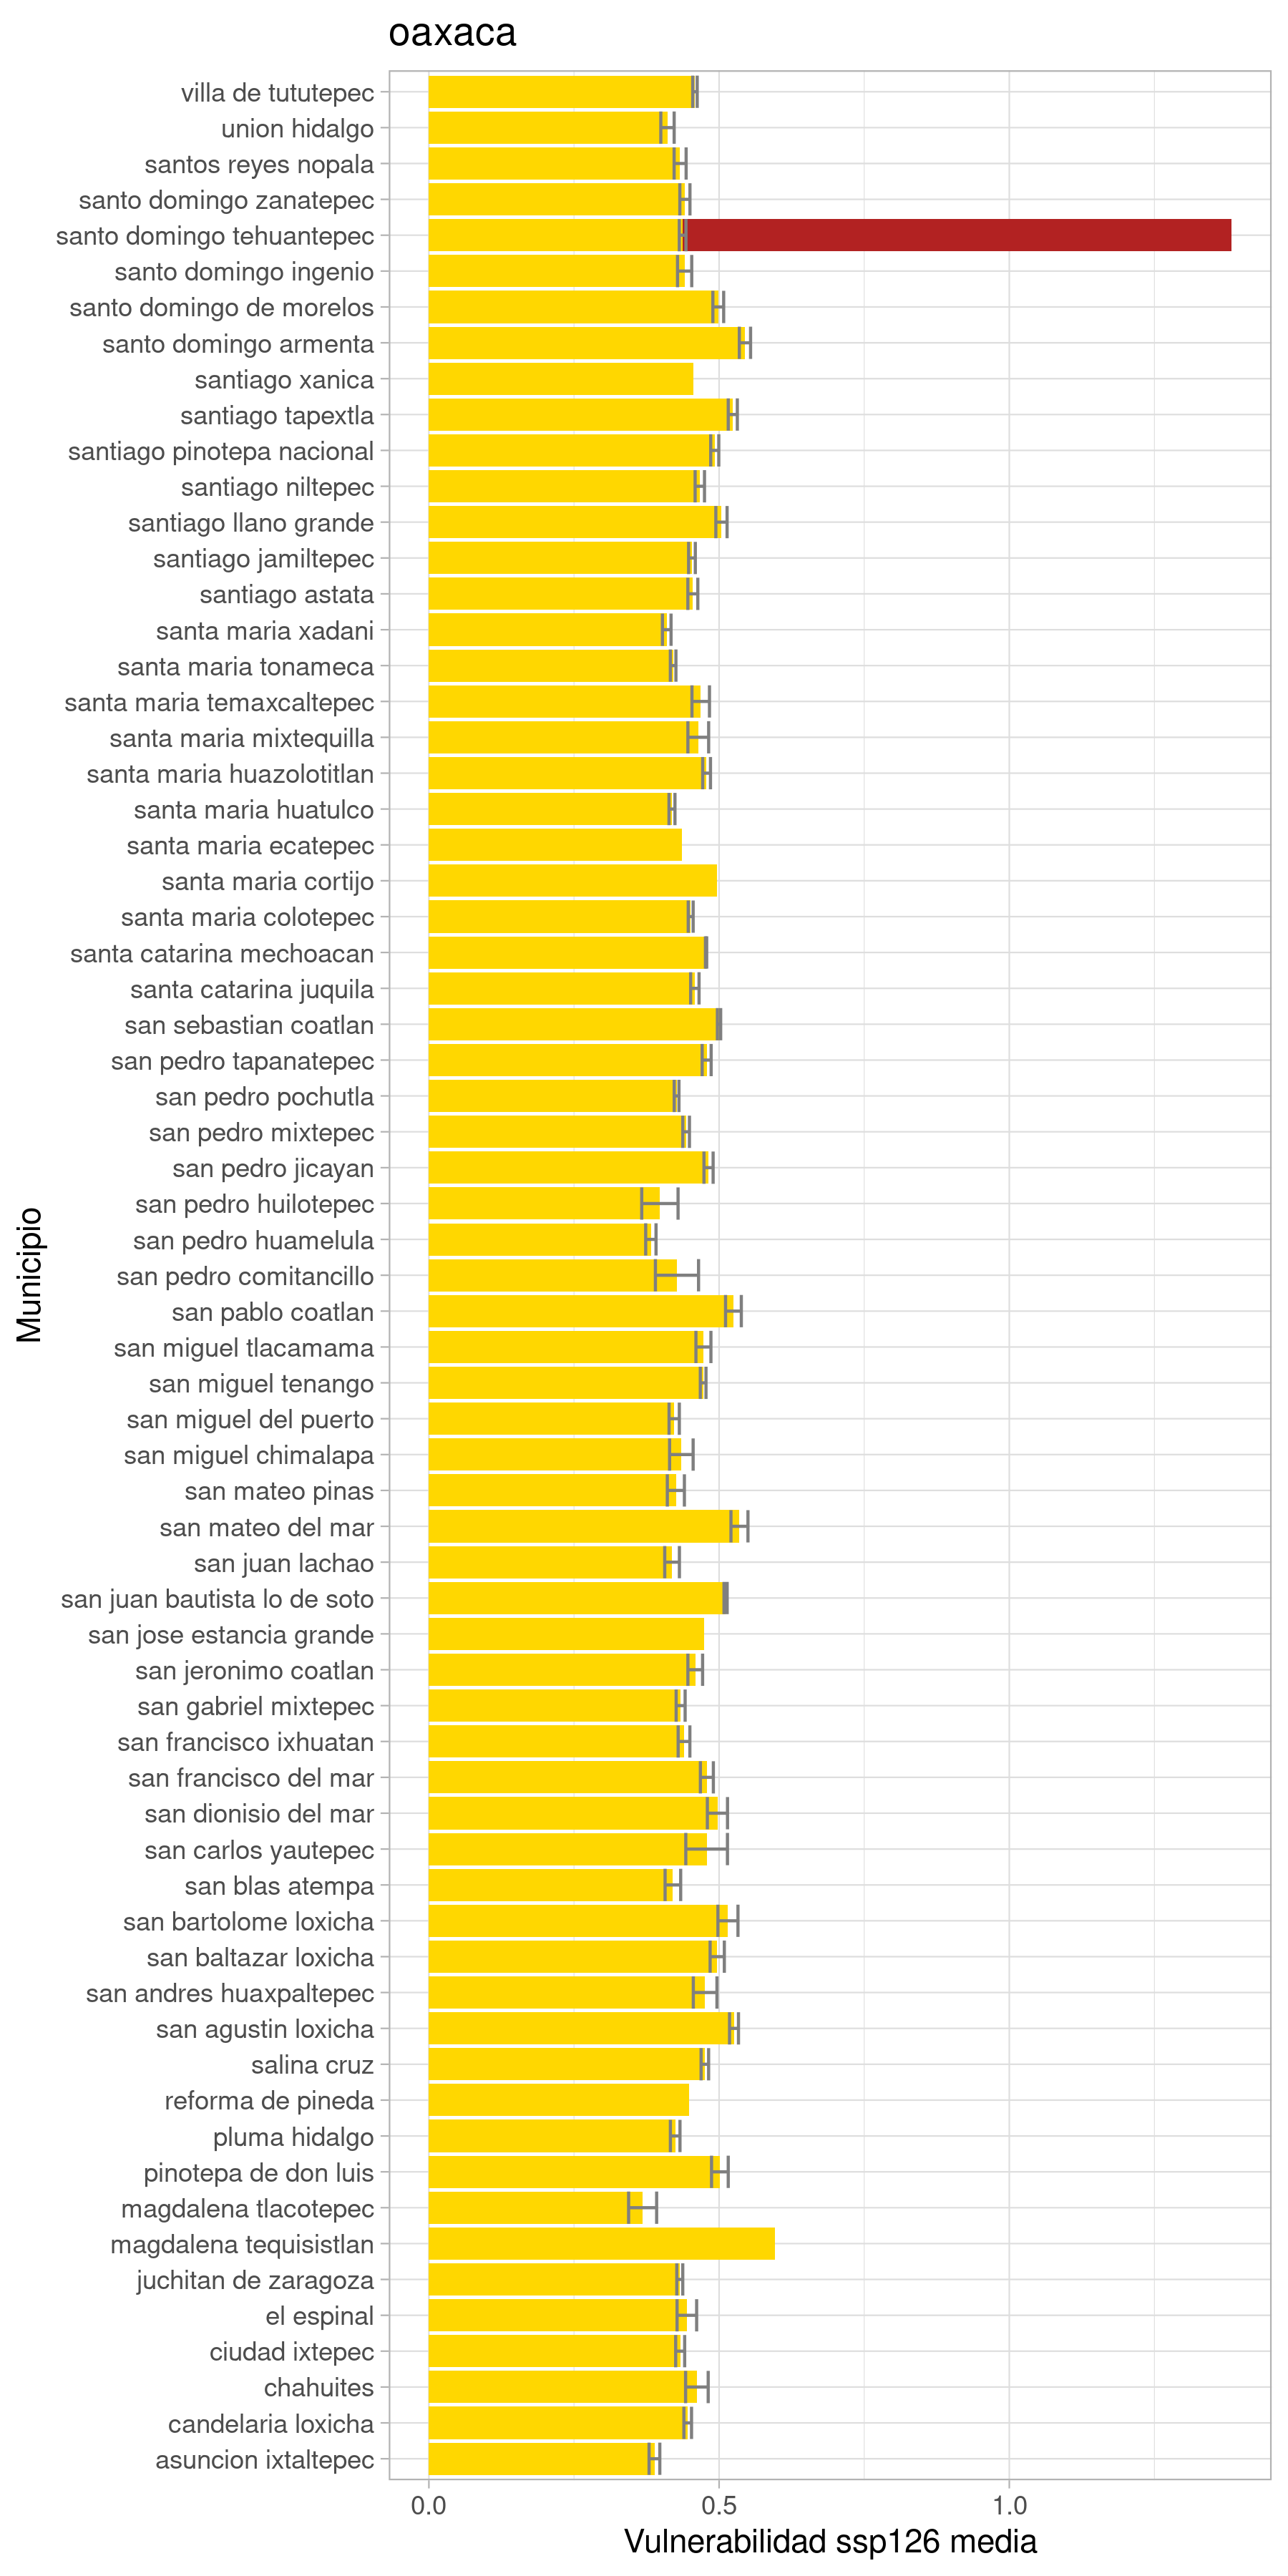 oaxaca
villa de tututepec
union hidalgo
santos reyes nopala
santo domingo zanatepec
santo domingo tehuantepec
santo domingo ingenio
santo domingo de morelos
santo domingo armenta
santiago xanica
santiago tapextla
santiago pinotepa nacional
santiago niltepec
santiago llano grande
santiago jamiltepec
santiago astata
santa maria xadani
santa maria tonameca
santa maria temaxcaltepec
santa maria mixtequilla
santa maria huazolotitlan
santa maria huatulco
santa maria ecatepec
santa maria cortijo
santa maria colotepec
santa catarina mechoacan
santa catarina juquila
san sebastian coatlan
san pedro tapanatepec
san pedro pochutla
san pedro mixtepec
san pedro jicayan
san pedro huilotepec
san pedro huamelula
san pedro comitancillo
san pablo coatlan
san miguel tlacamama
san miguel tenango
san miguel del puerto
san miguel chimalapa
san mateo pinas
san mateo del mar
san juan lachao
san juan bautista lo de soto
san jose estancia grande
san jeronimo coatlan
san gabriel mixtepec
san francisco ixhuatan
san francisco del mar
san dionisio del mar
san carlos yautepec
san blas atempa
san bartolome loxicha
san baltazar loxicha
san andres huaxpaltepec
san agustin loxicha
salina cruz
reforma de pineda
pluma hidalgo
pinotepa de don luis
magdalena tlacotepec
magdalena tequisistlan
juchitan de zaragoza
el espinal
ciudad ixtepec
chahuites
candelaria loxicha
asuncion ixtaltepec
Municipio
0.0 0.5 1.0
Vulnerabilidad ssp126 media